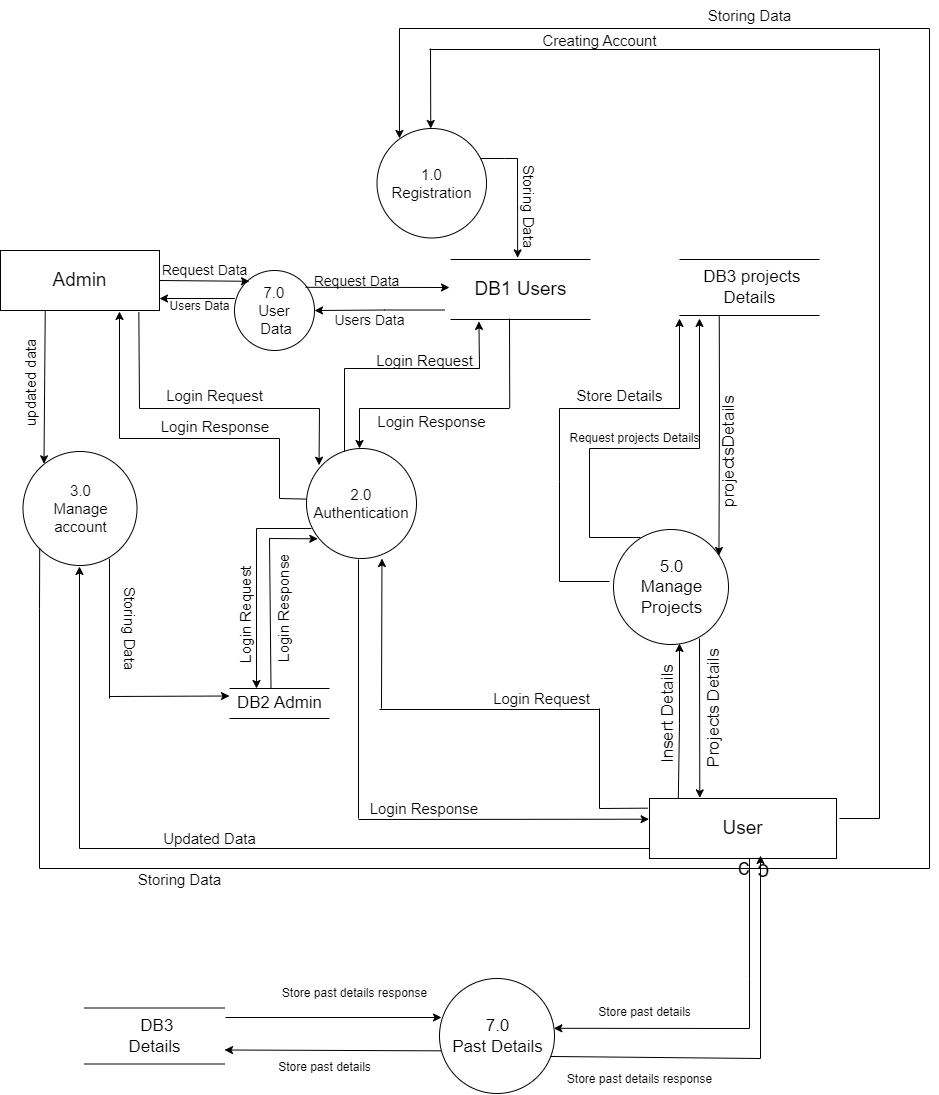 Storing Data
Creating Account
1.0
Registration
Storing Data
Admin
Request Data
Users Data
7.0
User
Data
Request Data
Users Data
DB1 Users
DB3 projects
Details
updated data
Login Request
Login Response
Login Request
Login Response
Store Details
Request projects Details
projectsDetails
3.0
Manage
account
2.0
Authentication
5.0
Manage
Projects
Storing Data
Login Request
Login Response
DB2 Admin
Login Request
Insert Details
Projects Details
Login Response
User
Updated Data
Storing Data
Store past details response
DB3
Details
Store past details
7.0
Past Details
Store past details
Store past details response